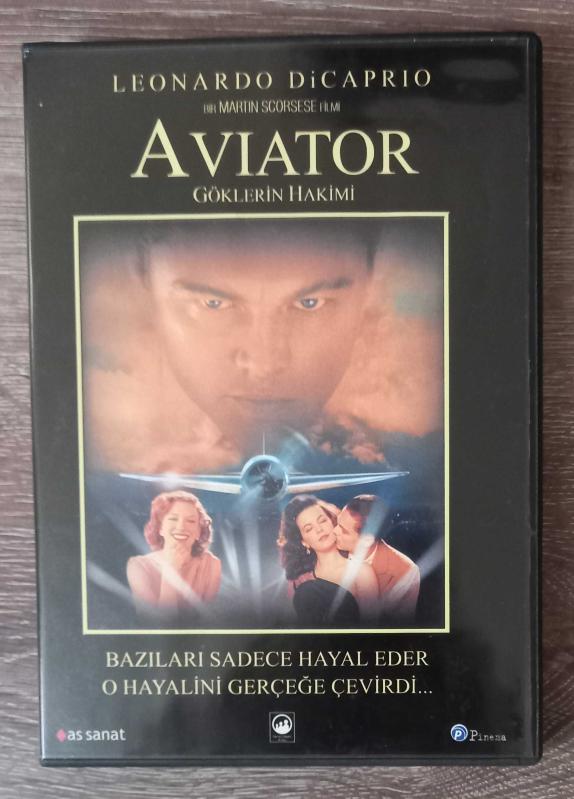 LEONARDO DiCAPRIO
BİR MARTIN SCORSESE FİLMİ
AVIATOR
GÖKLERİN HAKİMİ
BAZILARI SADECE HAYAL EDER
O HAYALİNİ GERÇEĞE ÇEVİRDİ...
as sanat
Pinema